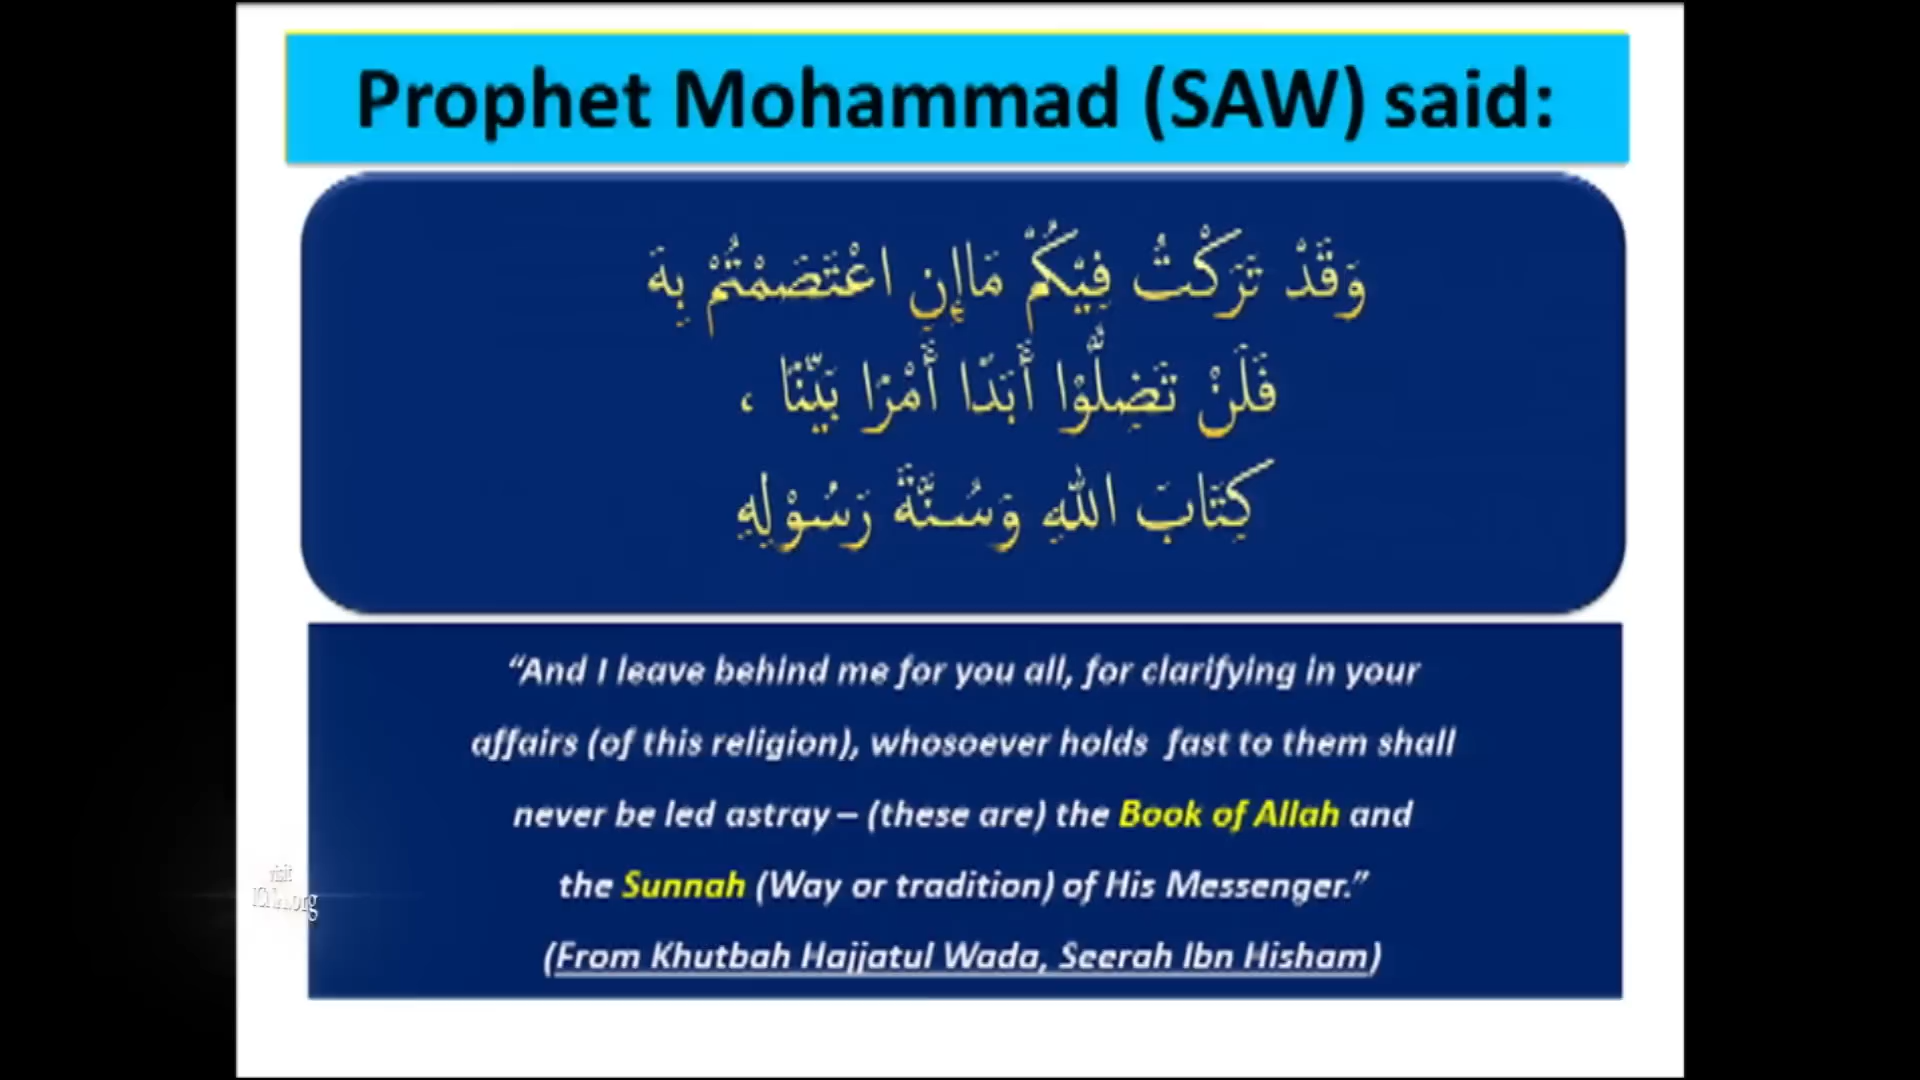 Prophet Mohammad (SAW) said:
وَقَدْ تَرَكْتُ فِيْكُمْ مَاإِنِ اعْتَصَمْتُمْ بِهَ
فَلَنْ تَضِلُّوْا أَبَدًا أَمْرًا بَيِّنًا ،
كِتَابَ اللهِ وَسُنَّةَ رَسُوْلِهِ
“And I leave behind me for you all, for clarifying in your
affairs (of this religion), whosoever holds fast to them shall
never be led astray – (these are) the Book of Allah and
the Sunnah (Way or tradition) of His Messenger.”
(From Khutbah Hajjatul Wada, Seerah Ibn Hisham)
visit